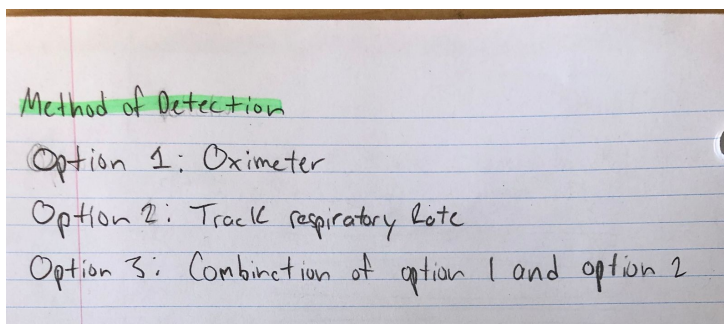 Method of Detection
Option 1: Oximeter
Option 2: Track respiratory Rate
Option 3: Combination of option 1 and option 2